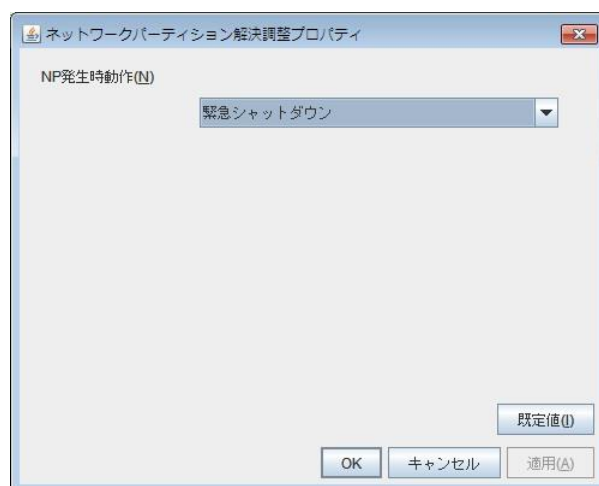 ネットワークパーティション解決調整プロパティ
NP発生時動作(N)
緊急シャットダウン
既定値(I)
OK キャンセル 適用(A)